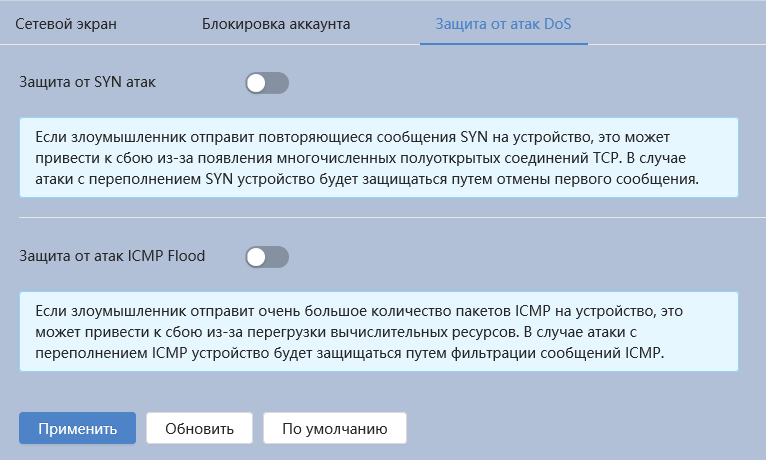 Сетевой экран
Блокировка аккаунта
Защита от атак DoS
Защита от SYN атак
Если злоумышленник отправит повторяющиеся сообщения SYN на устройство, это может
привести к сбою из-за появления многочисленных полуоткрытых соединений TCP. В случае
атаки с переполнением SYN устройство будет защищаться путем отмены первого сообщения.
Защита от атак ICMP Flood
Если злоумышленник отправит очень большое количество пакетов ICMP на устройство, это
может привести к сбою из-за перегрузки вычислительных ресурсов. В случае атаки с
переполнением ICMP устройство будет защищаться путем фильтрации сообщений ICMP.
Применить
Обновить
По умолчанию